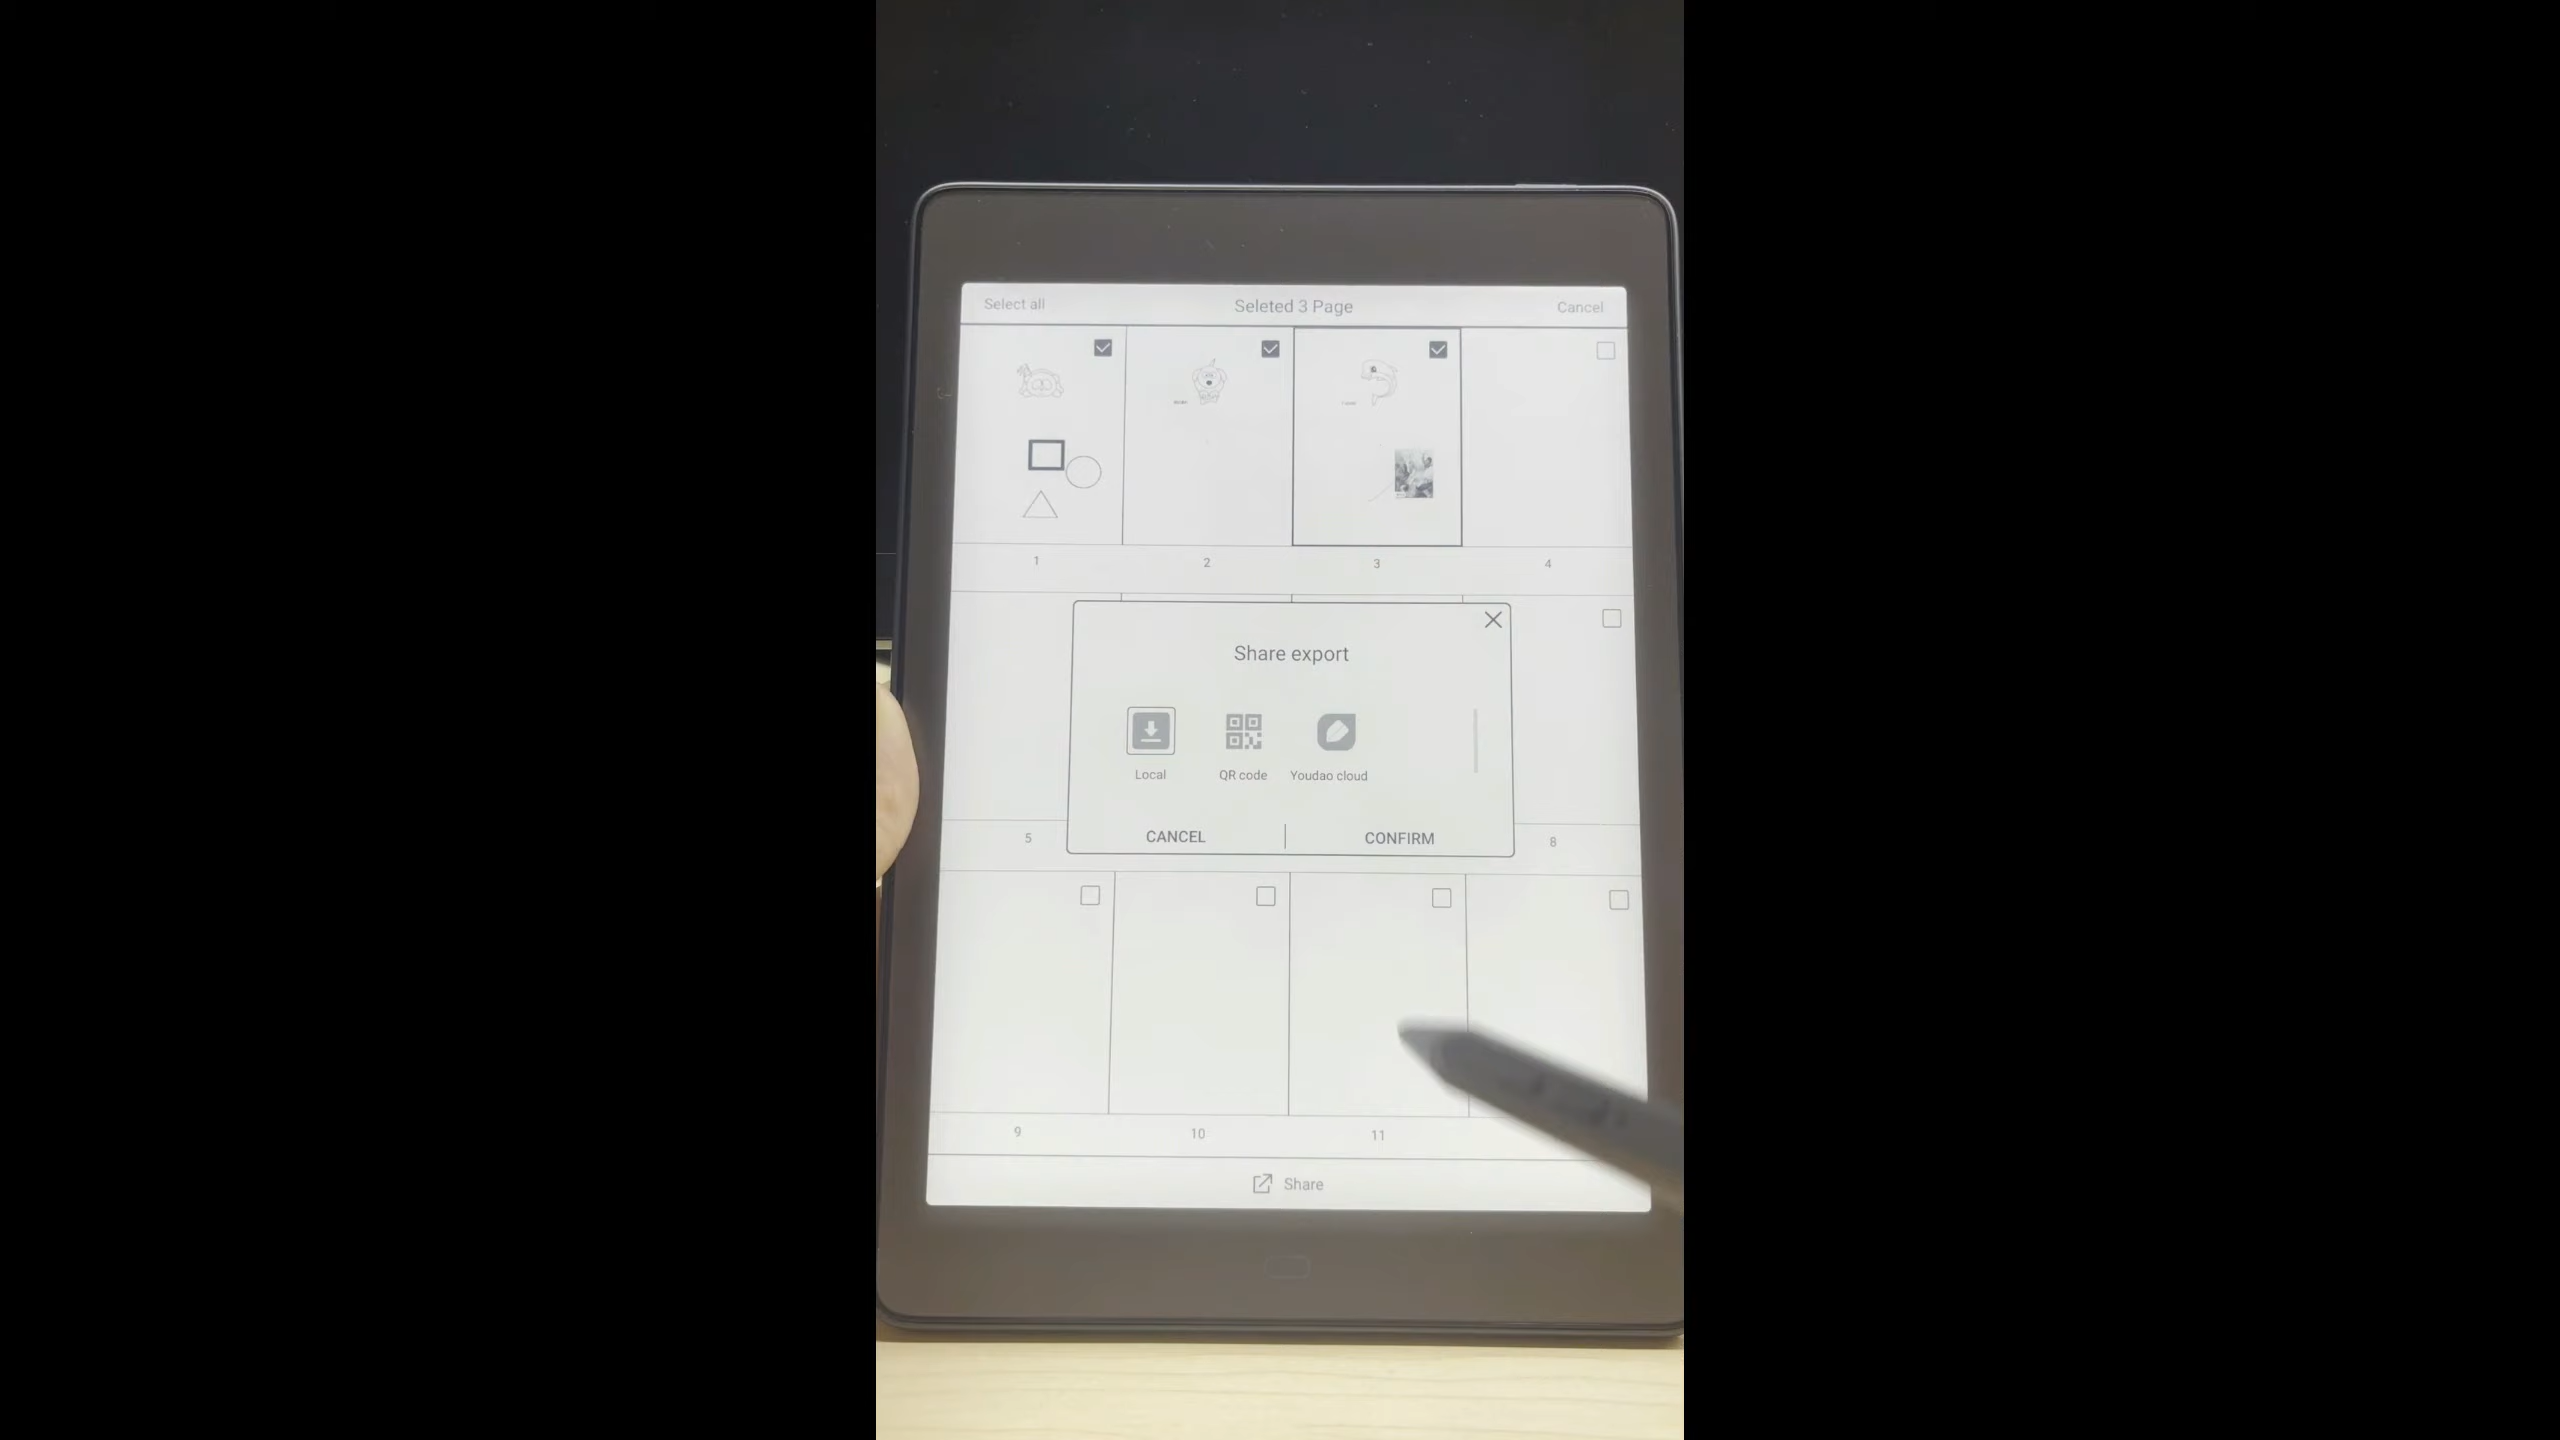 Select all
Seleted 3 Page
Cancel
1
2
3
4
Share export
Local
QR code
Youdao cloud
CANCEL
CONFIRM
5
8
9
10
11
Share